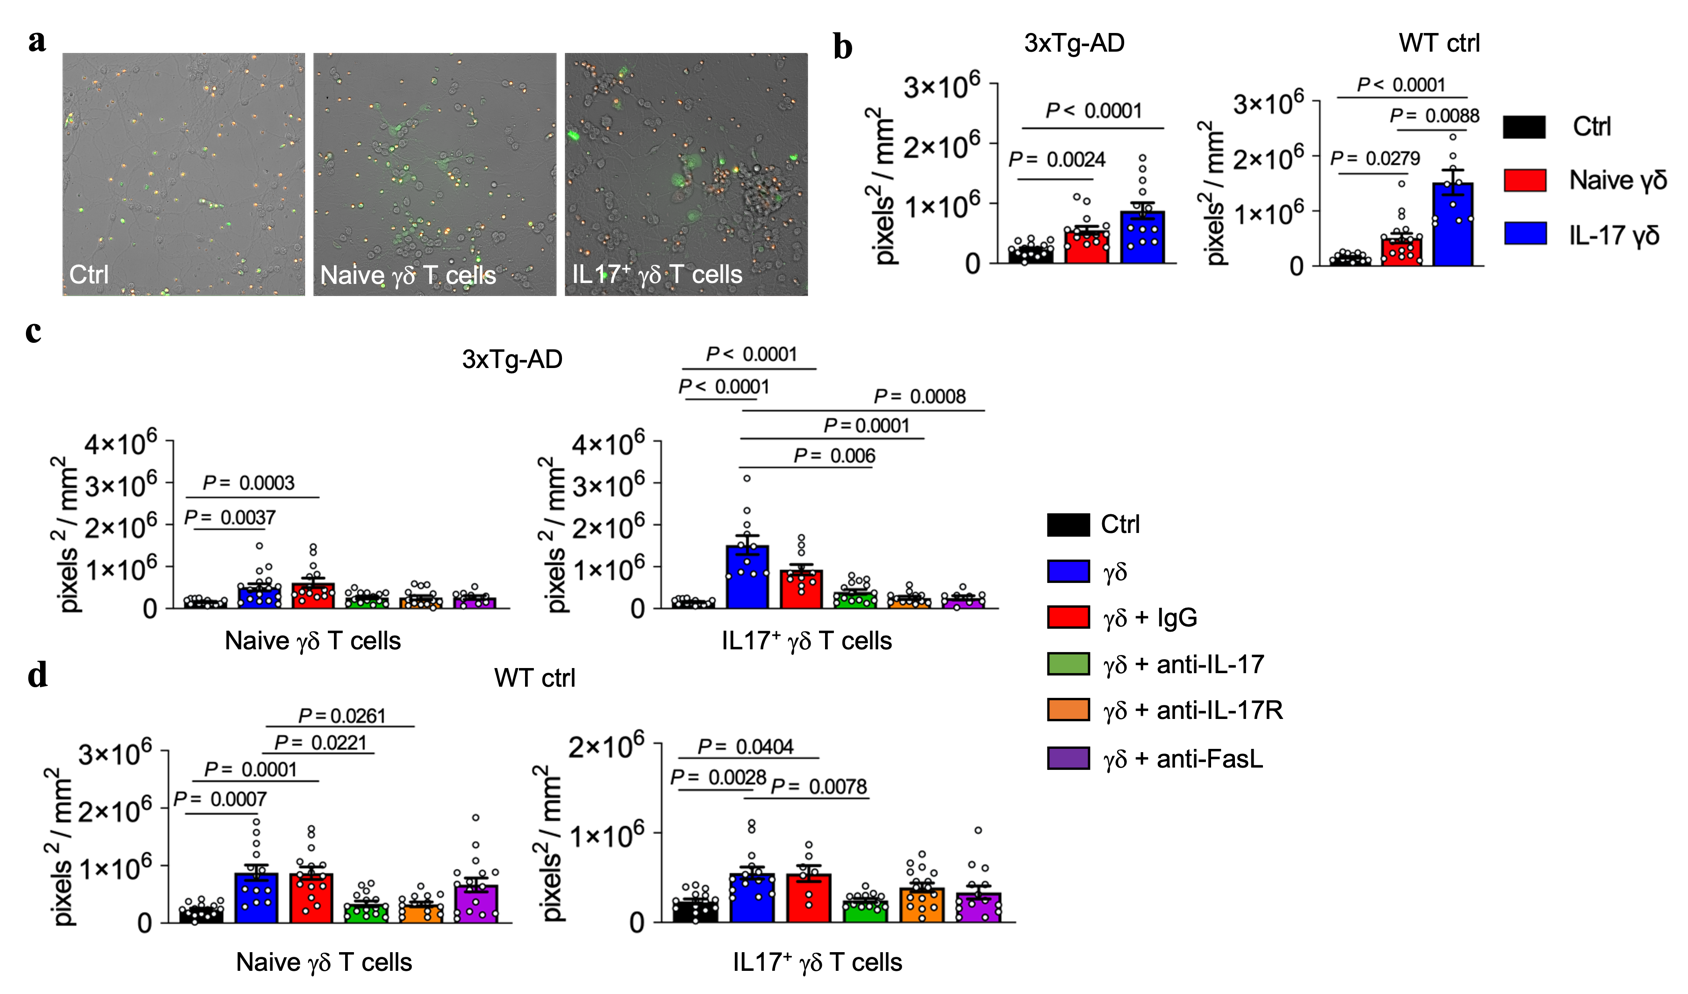 a
Ctrl
Naive γδ T cells
IL17⁺ γδ T cells
b
3xTg-AD
pixels² / mm²
3×10⁶
2×10⁶
1×10⁶
0
P < 0.0001
P = 0.0024
WT ctrl
pixels² / mm²
3×10⁶
2×10⁶
1×10⁶
0
P < 0.0001
P = 0.0088
P = 0.0279
Ctrl
Naive γδ
IL-17 γδ
c
3xTg-AD
pixels² / mm²
4×10⁶
3×10⁶
2×10⁶
1×10⁶
0
P = 0.0003
P = 0.0037
Naive γδ T cells
pixels² / mm²
4×10⁶
3×10⁶
2×10⁶
1×10⁶
0
P < 0.0001
P < 0.0001
P = 0.0008
P = 0.0001
P = 0.006
IL17⁺ γδ T cells
Ctrl
γδ
γδ + IgG
γδ + anti-IL-17
γδ + anti-IL-17R
γδ + anti-FasL
d
WT ctrl
pixels² / mm²
3×10⁶
2×10⁶
1×10⁶
0
P = 0.0261
P = 0.0221
P = 0.0001
P = 0.0007
Naive γδ T cells
pixels² / mm²
2×10⁶
1×10⁶
0
P = 0.0404
P = 0.0028
P = 0.0078
IL17⁺ γδ T cells